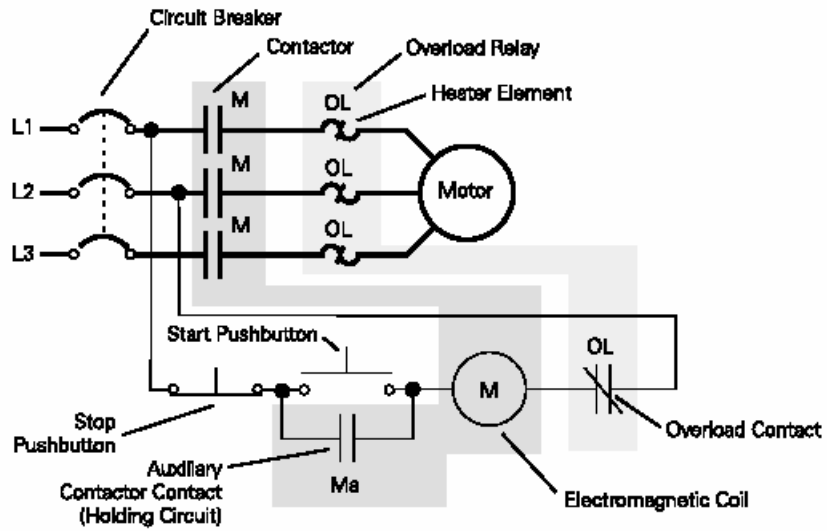 Circuit Breaker
Contactor
Overload Relay
Heater Element
M
OL
L1
M
OL
L2
Motor
M
OL
L3
Start Pushbutton
OL
M
Stop
Pushbutton
Overload Contact
Auxiliary
Contactor Contact
(Holding Circuit)
Ma
Electromagnetic Coil